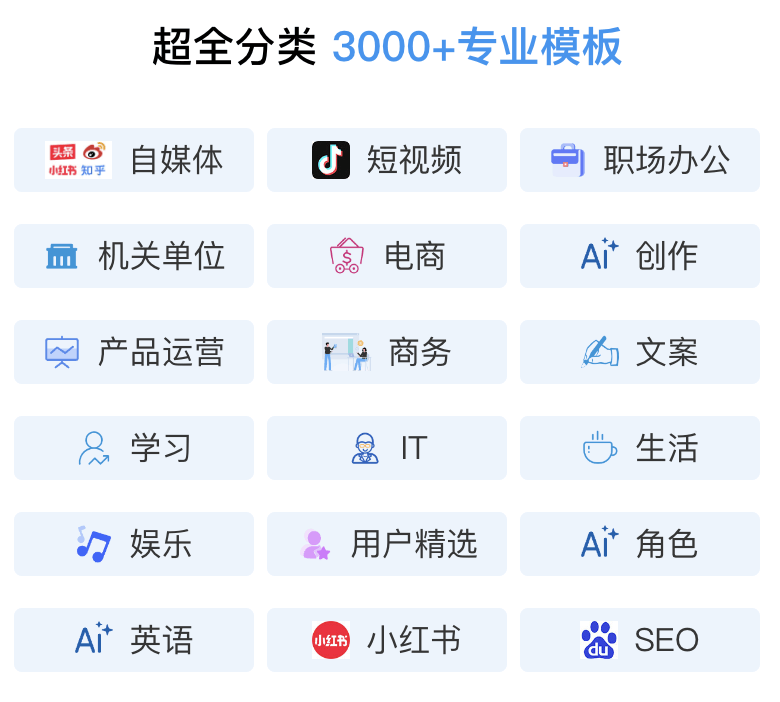 超全分类 3000+专业模板
头条
小红书 知乎 自媒体
短视频
职场办公
机关单位
$ 电商
Ai 创作
产品运营
商务
文案
学习
IT
生活
娱乐
用户精选
Ai 角色
Ai 英语
小红书 小红书
du SEO